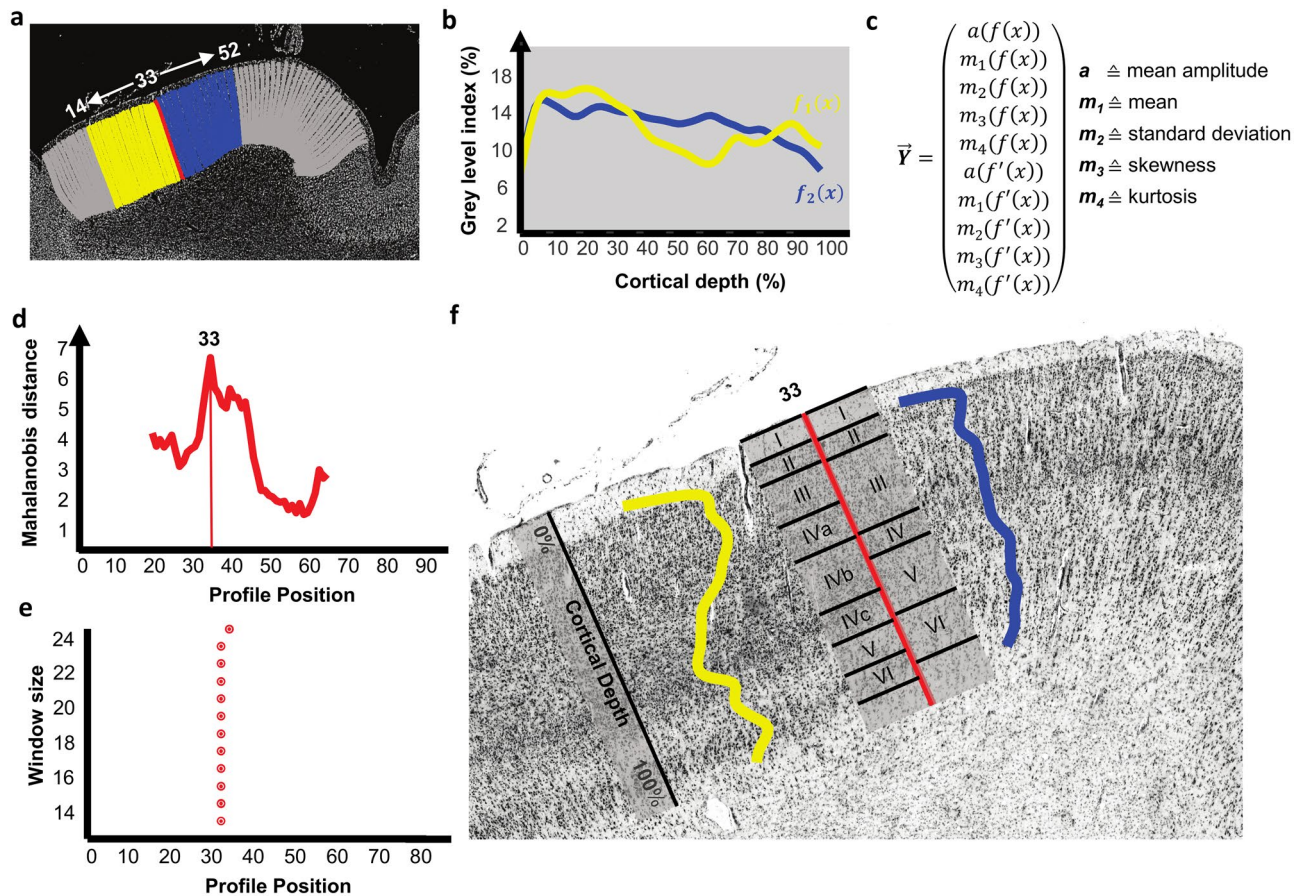 a
14
33
52
b
Grey level index (%)
18
14
10
6
2
f₁(x)
f₂(x)
0 10 20 30 40 50 60 70 80 90 100
Cortical depth (%)
c
Y⃗ =
a(f(x))
m₁(f(x))
m₂(f(x))
m₃(f(x))
m₄(f(x))
a(f′(x))
m₁(f′(x))
m₂(f′(x))
m₃(f′(x))
m₄(f′(x))
a ≙ mean amplitude
m₁ ≙ mean
m₂ ≙ standard deviation
m₃ ≙ skewness
m₄ ≙ kurtosis
d
Mahalanobis distance
7
6
5
4
3
2
1
33
0 10 20 30 40 50 60 70 80 90
Profile Position
e
Window size
24
22
20
18
16
14
0 10 20 30 40 50 60 70 80
Profile Position
f
33
0%
Cortical Depth
100%
I
II
III
IVa
IVb
IVc
V
VI
I
II
III
IV
V
VI